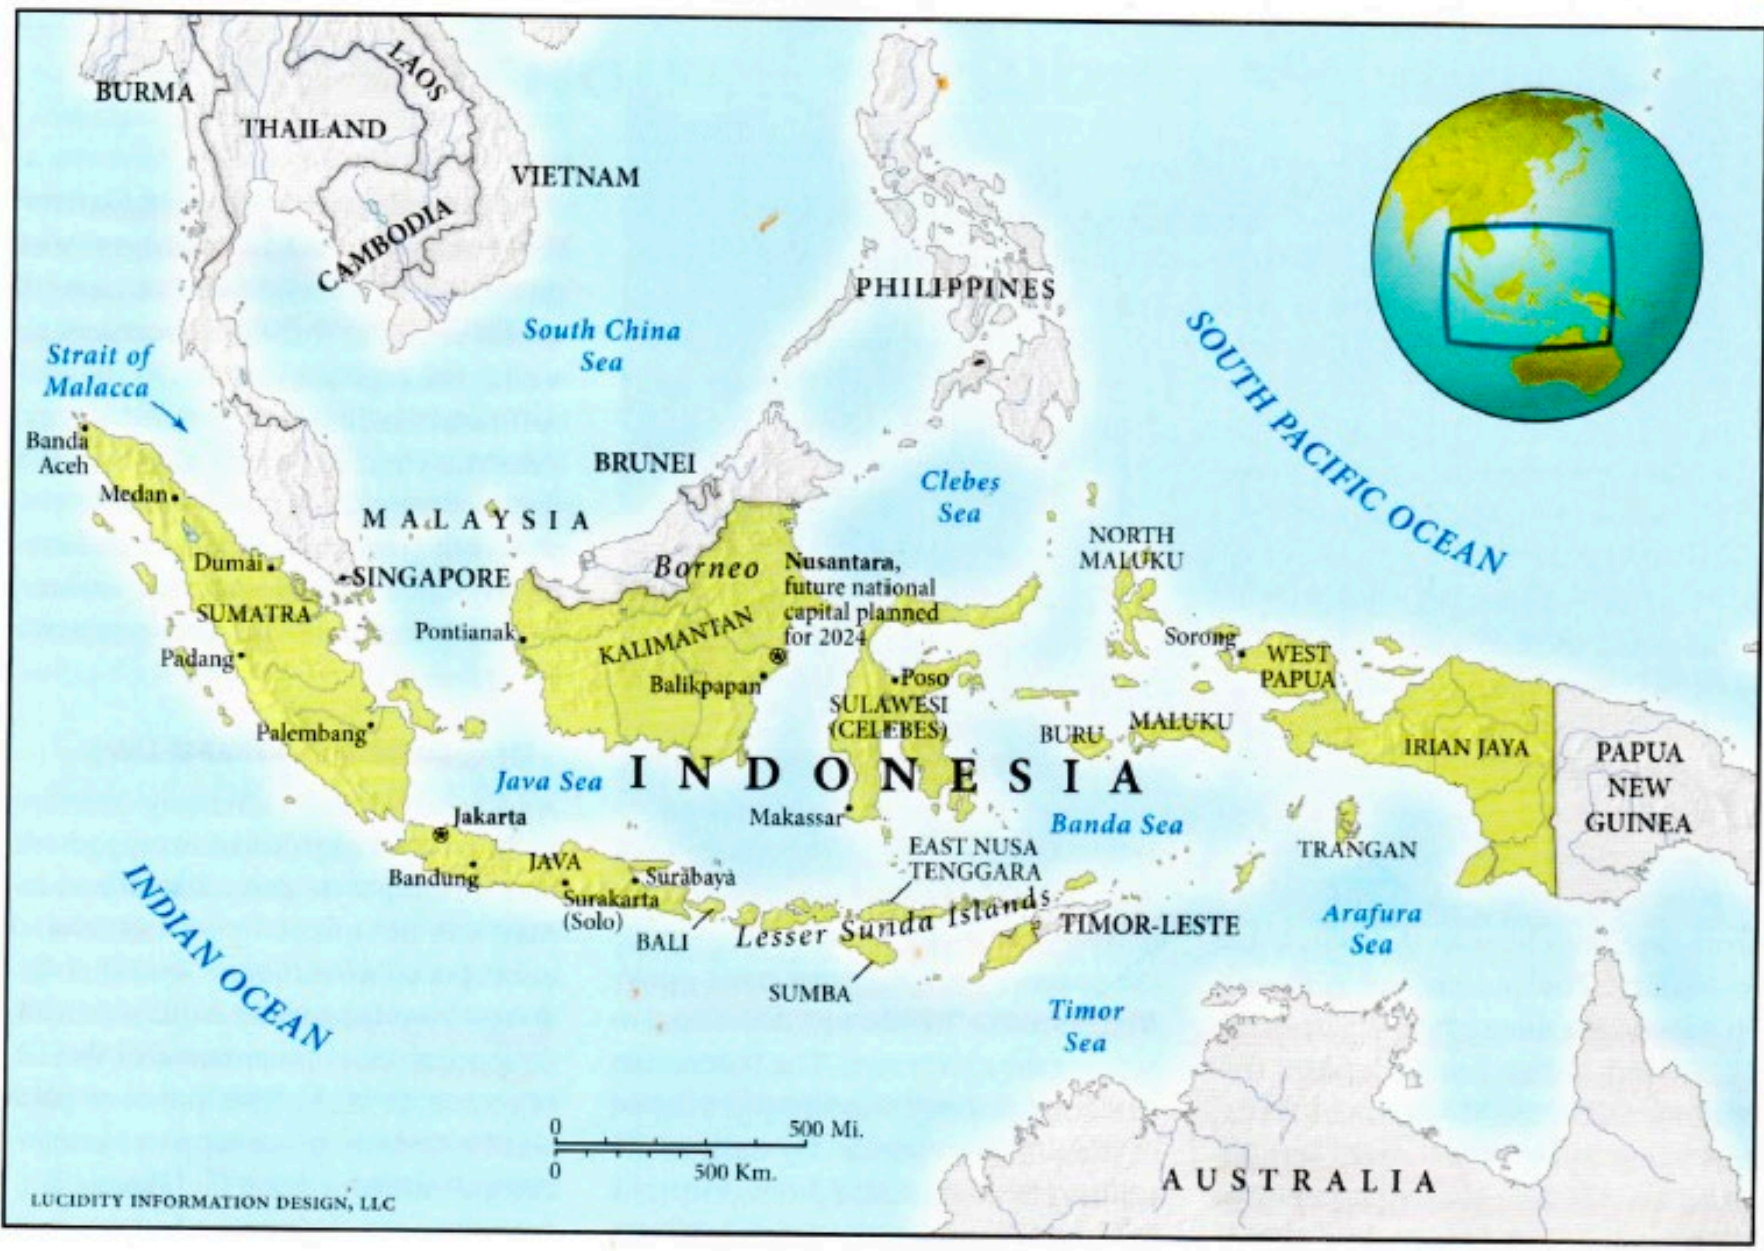 BURMA
LAOS
THAILAND
VIETNAM
CAMBODIA
PHILIPPINES
South China
Sea
SOUTH PACIFIC OCEAN
Strait of
Malacca
Banda
Aceh
Medan
BRUNEI
Clebes
Sea
MALAYSIA
NORTH
MALUKU
Dumai
SINGAPORE
Borneo
Nusantara,
future national
capital planned
for 2024
SUMATRA
Pontianak
KALIMANTAN
Sorong
WEST
PAPUA
Padang
Balikpapan
Poso
SULAWESI
(CELEBES)
Palembang
BURU
MALUKU
IRIAN JAYA
PAPUA
NEW
GUINEA
Java Sea
INDONESIA
Jakarta
Makassar
Banda Sea
EAST NUSA
TENGGARA
TRANGAN
Bandung
JAVA
Surabaya
Surakarta
(Solo)
BALI
Lesser Sunda Islands
TIMOR-LESTE
Arafura
Sea
INDIAN OCEAN
SUMBA
Timor
Sea
0 500 Mi.
0 500 Km.
AUSTRALIA
LUCIDITY INFORMATION DESIGN, LLC